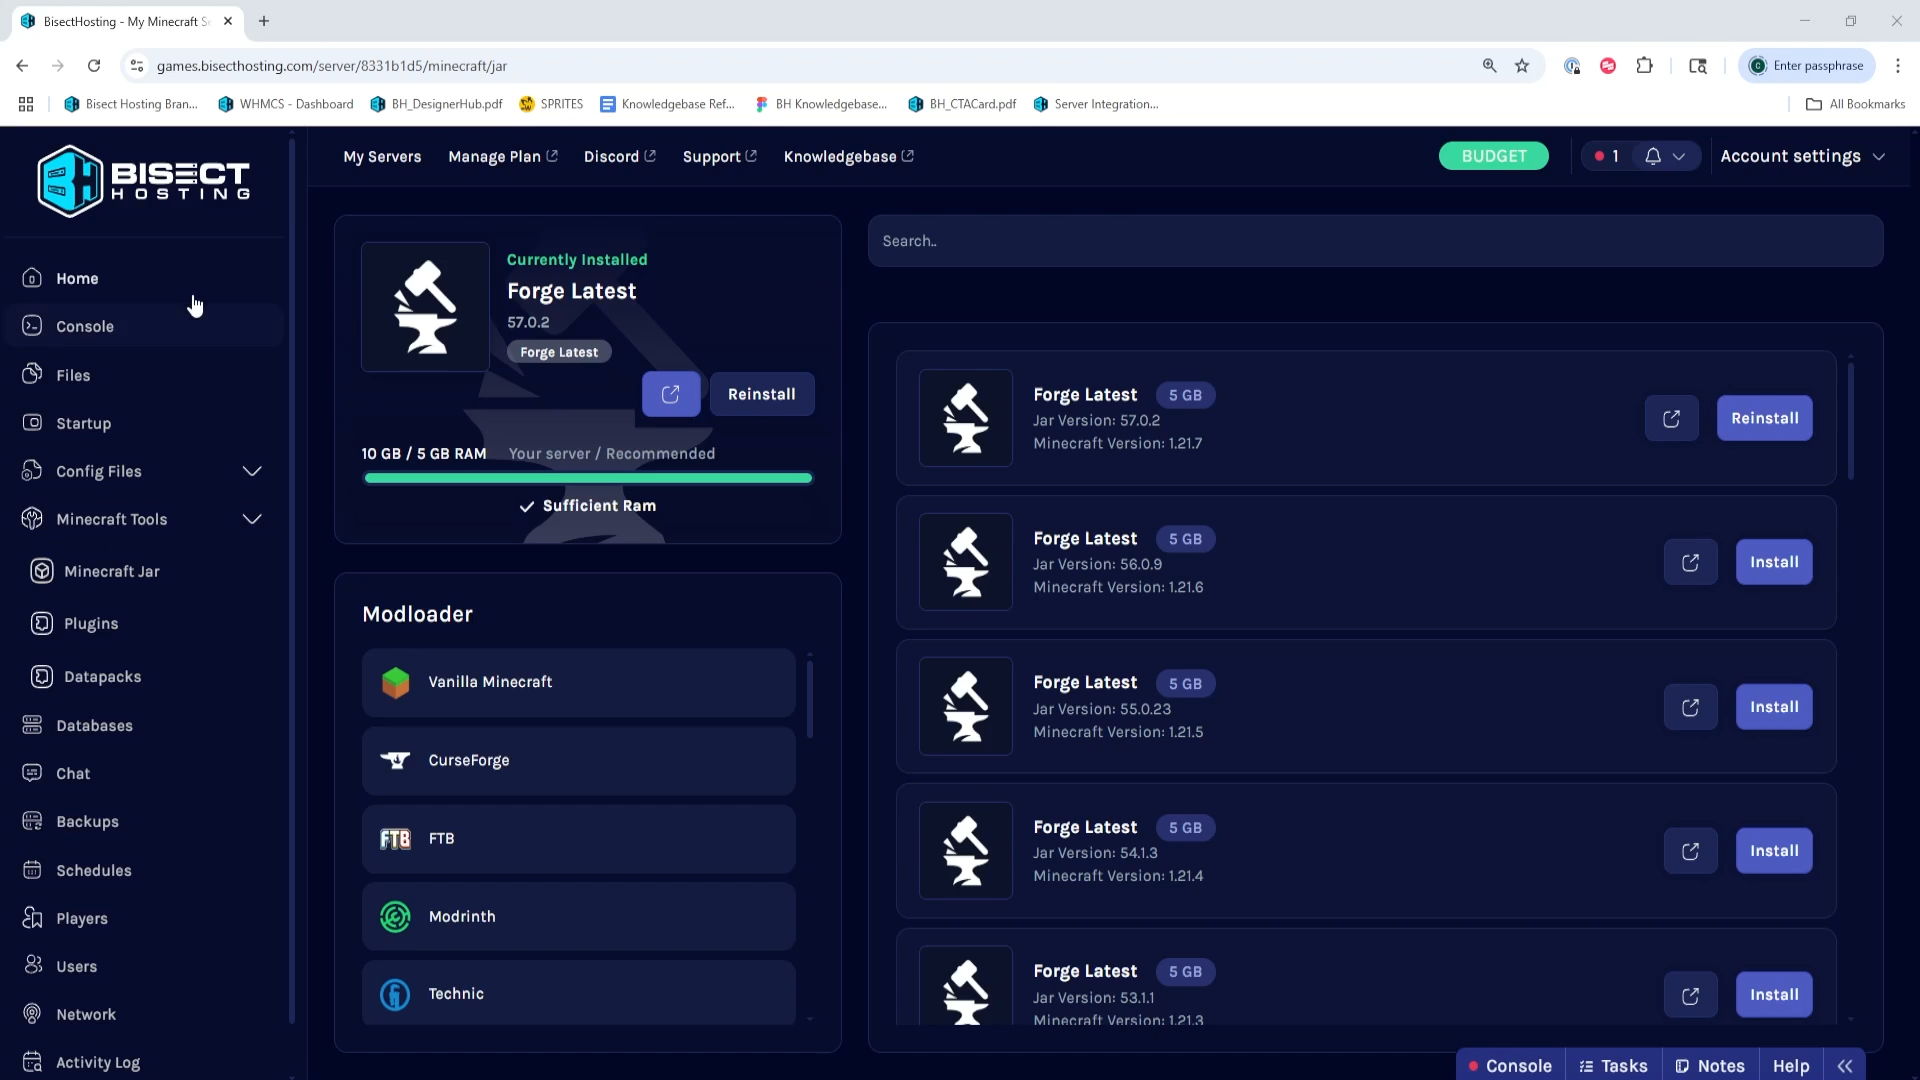 BisectHosting - My Minecraft S
games.bisecthosting.com/server/8331b1d5/minecraft/jar
Enter passphrase
Bisect Hosting Bran...
WHMCS - Dashboard
BH_DesignerHub.pdf
SPRITES
Knowledgebase Ref...
BH Knowledgebase...
BH_CTACard.pdf
Server Integration...
All Bookmarks
BISECT
HOSTING
My Servers
Manage Plan
Discord
Support
Knowledgebase
BUDGET
1
Account settings
Home
Console
Files
Startup
Config Files
Minecraft Tools
Minecraft Jar
Plugins
Datapacks
Databases
Chat
Backups
Schedules
Players
Users
Network
Activity Log
Currently Installed
Forge Latest
57.0.2
Forge Latest
Reinstall
10 GB / 5 GB RAM Your server / Recommended
Sufficient Ram
Modloader
Vanilla Minecraft
CurseForge
FTB
FTB
Modrinth
Technic
Search..
Forge Latest 5 GB
Jar Version: 57.0.2
Minecraft Version: 1.21.7
Reinstall
Forge Latest 5 GB
Jar Version: 56.0.9
Minecraft Version: 1.21.6
Install
Forge Latest 5 GB
Jar Version: 55.0.23
Minecraft Version: 1.21.5
Install
Forge Latest 5 GB
Jar Version: 54.1.3
Minecraft Version: 1.21.4
Install
Forge Latest 5 GB
Jar Version: 53.1.1
Minecraft Version: 1.21.3
Install
Console
Tasks
Notes
Help